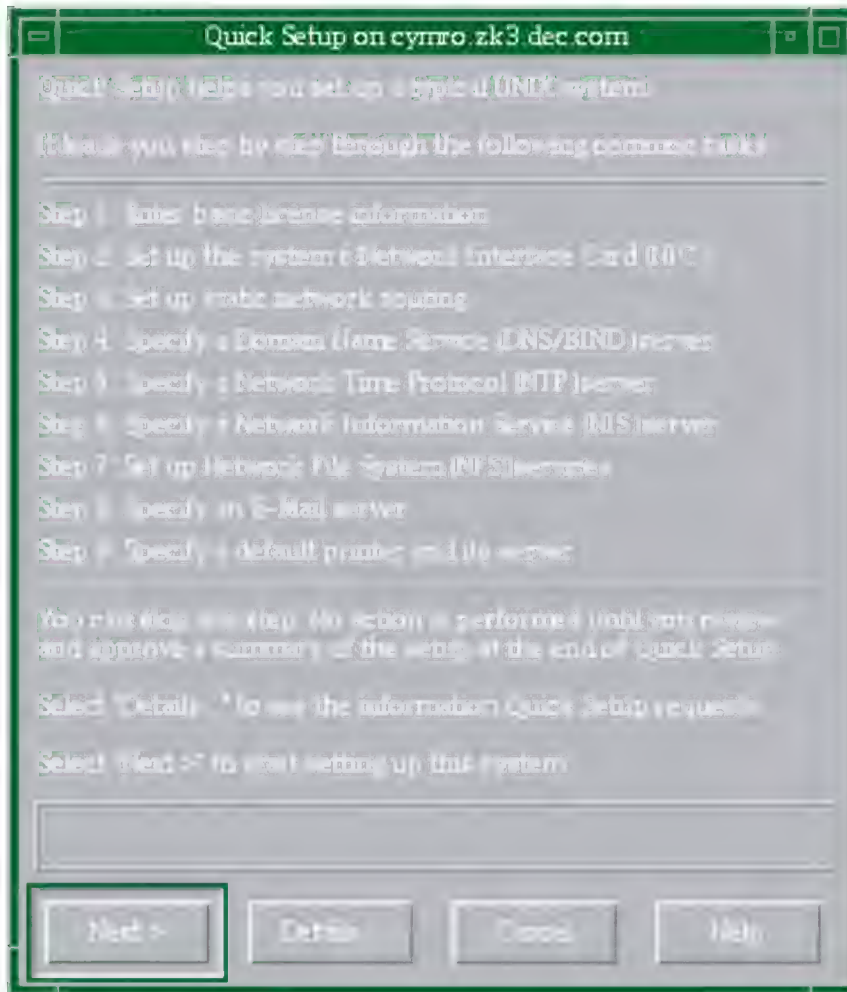 Quick Setup on cymro.zk3.dec.com
Quick Setup helps you set up a typical UNIX system.
you step by step through the following common tasks
Step 1: Enter basic license information
Step 2: Set up the system's Network Interface Card (NIC)
Step 3: Set up static network routing
Step 4: Specify a Domain Name Service (DNS/BIND) server
Step 5: Specify a Network Time Protocol (NTP) server
Step 6: Specify a Network Information Service (NIS) server
Step 7: Set up Network File System (NFS) services
Step 8: Specify an E-Mail server
Step 9: Specify a default printer and its server
You can skip any step. No action is performed until you review
and approve a summary of the setup at the end of Quick Setup.
Select "Details..." to see the information Quick Setup requests.
Select "Next >" to start setting up this system.
Next >
Details...
Cancel
Help